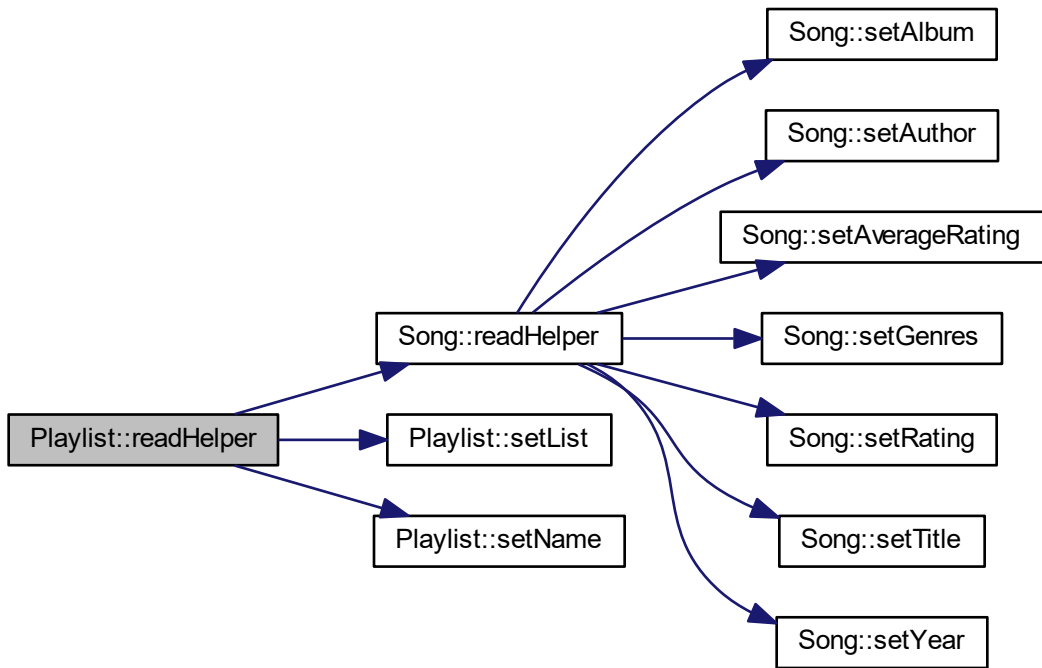 Song::setAlbum
Song::setAuthor
Song::setAverageRating
Song::readHelper
Song::setGenres
Playlist::readHelper
Playlist::setList
Song::setRating
Playlist::setName
Song::setTitle
Song::setYear